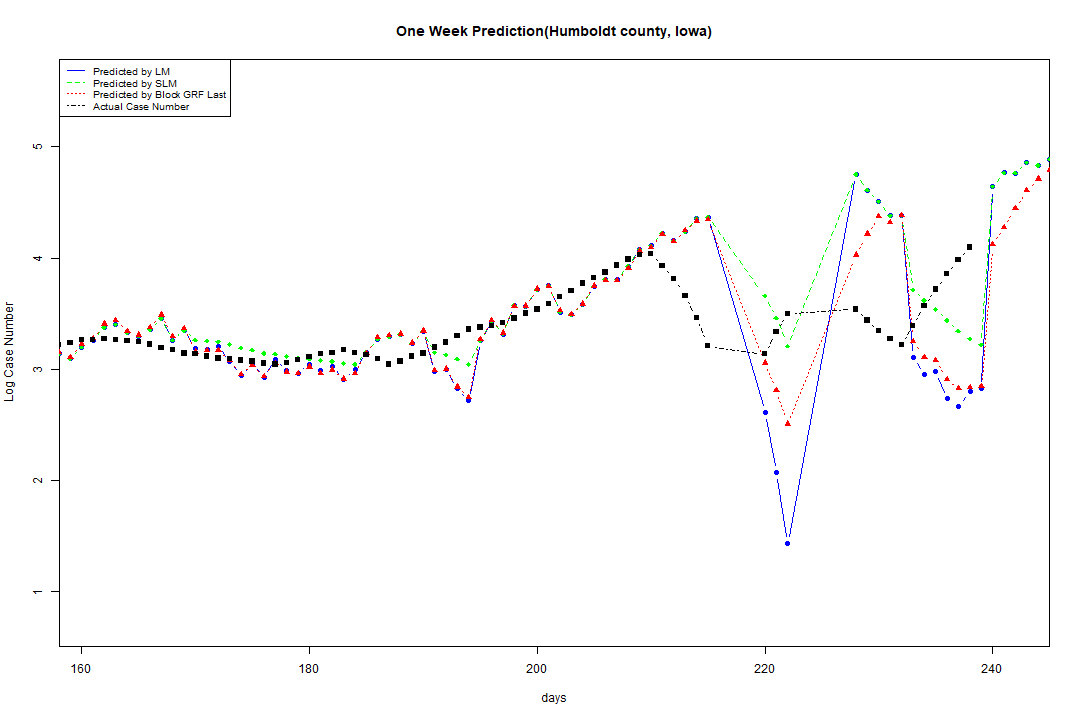 One Week Prediction(Humboldt county, Iowa)
Predicted by LM
Predicted by SLM
Predicted by Block GRF Last
Actual Case Number
5
4
3
2
1
Log Case Number
160 180 200 220 240
days